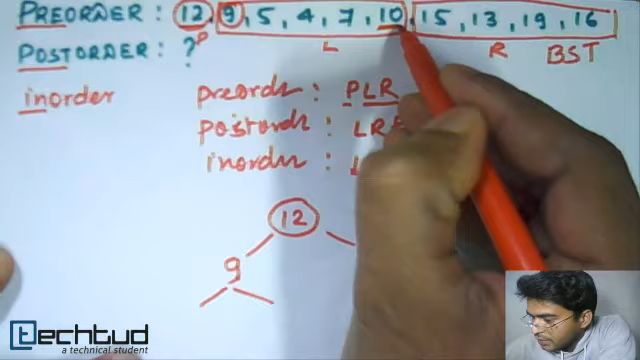 PREORDER : 12, 9, 5, 4, 7, 10, 15, 13, 19, 16
P L R BST
POSTORDER : ?
inorder preorder : PLR
postorder : LR
inorder :
12
9
techtud
a technical student